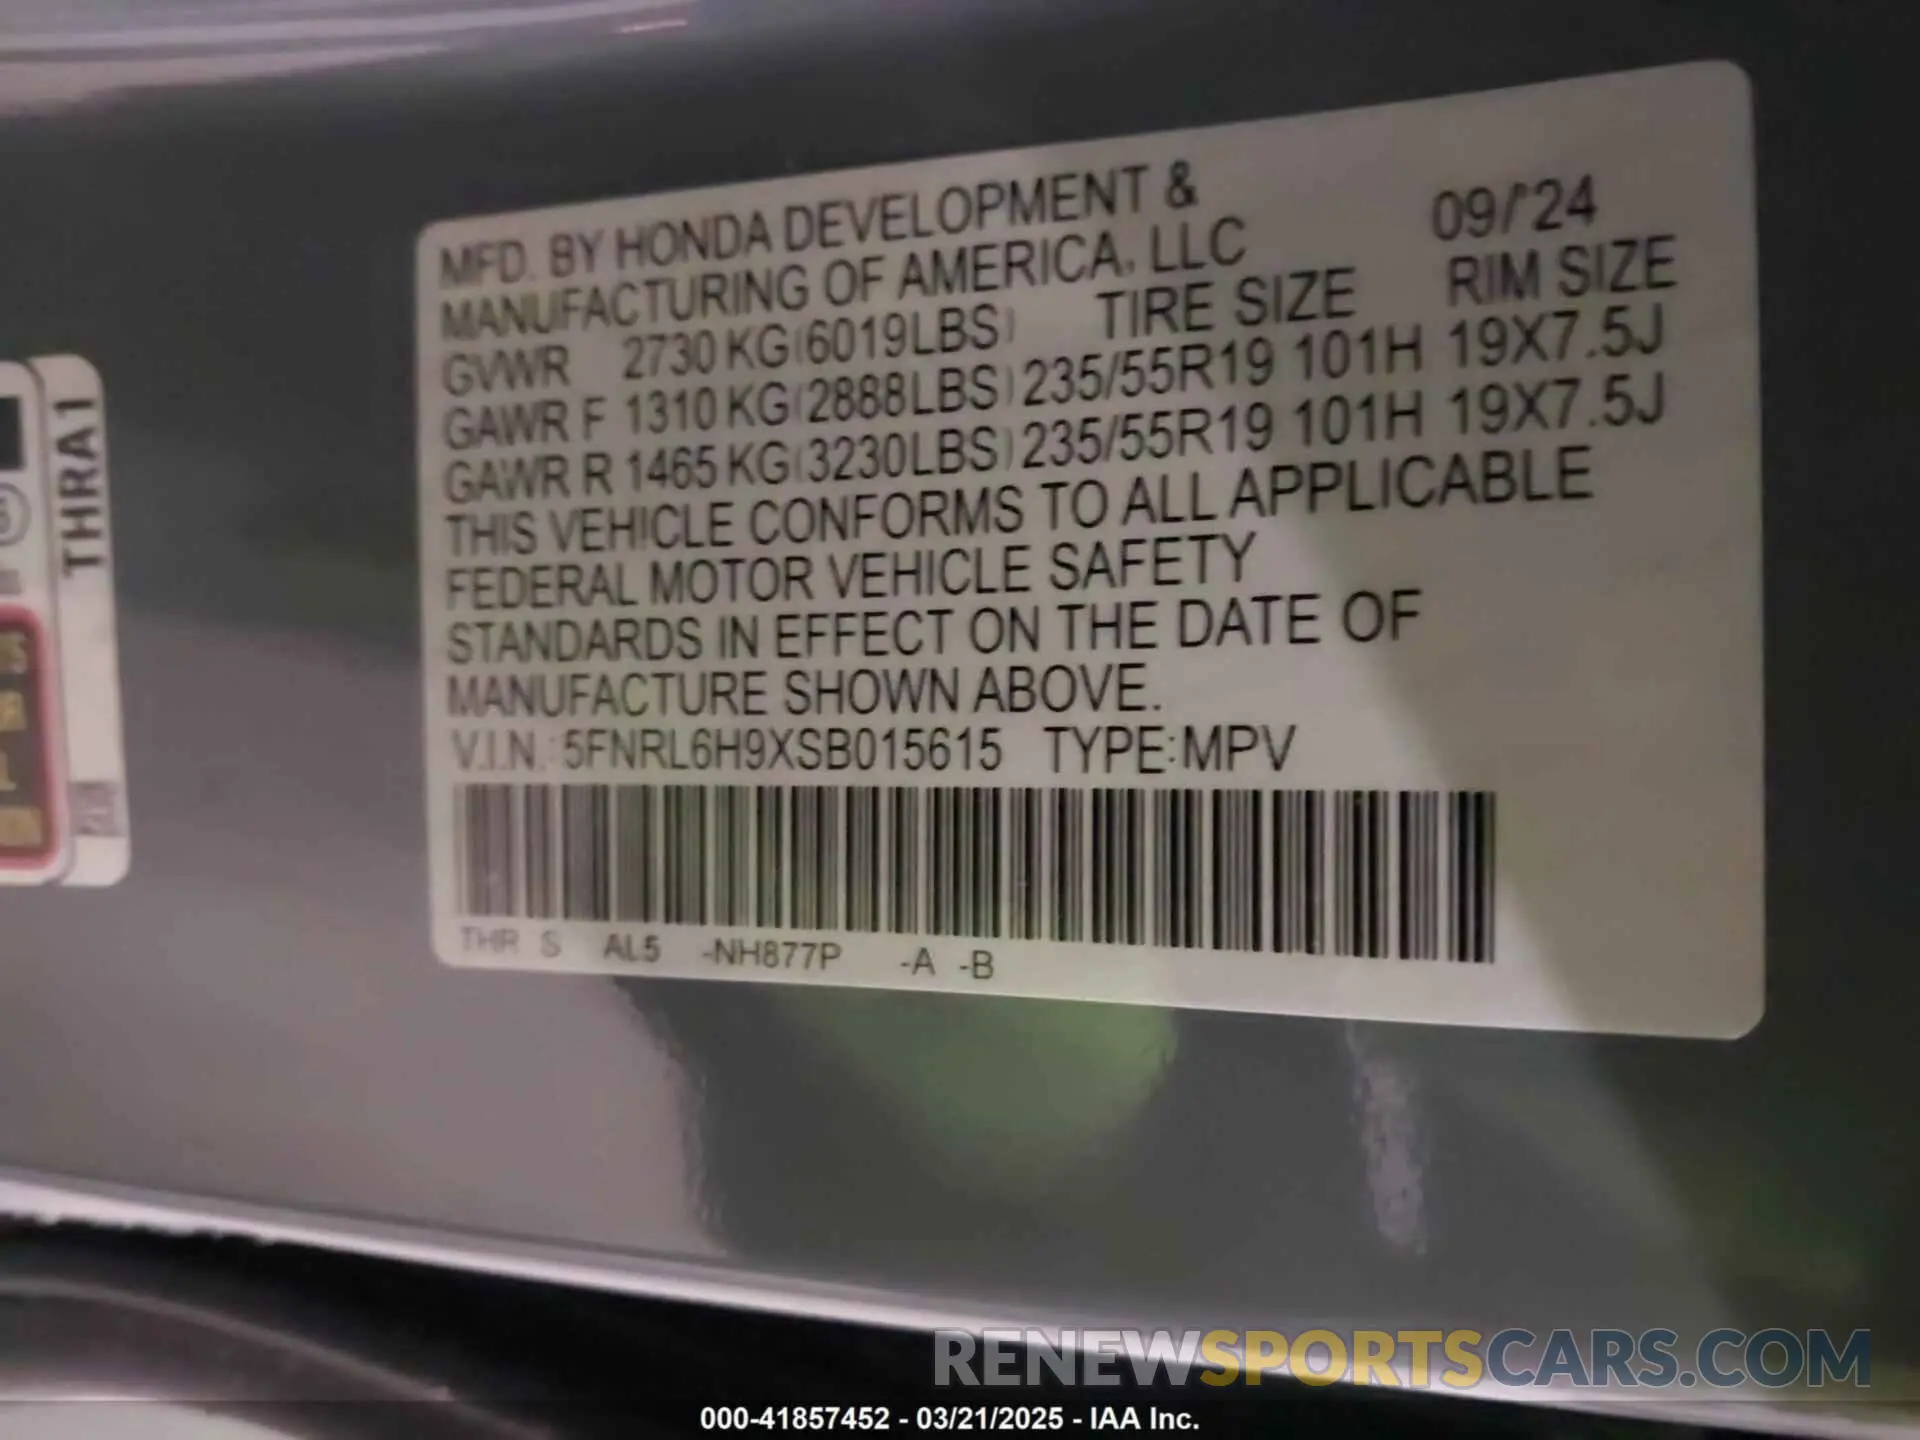 MFD. BY HONDA DEVELOPMENT & 09/'24
MANUFACTURING OF AMERICA, LLC
TIRE SIZE RIM SIZE
GVWR 2730 KG(6019LBS)
GAWR F 1310 KG(2888LBS) 235/55R19 101H 19X7.5J
GAWR R 1465 KG(3230LBS) 235/55R19 101H 19X7.5J
THIS VEHICLE CONFORMS TO ALL APPLICABLE
FEDERAL MOTOR VEHICLE SAFETY
STANDARDS IN EFFECT ON THE DATE OF
MANUFACTURE SHOWN ABOVE.
V.I.N.: 5FNRL6H9XSB015615 TYPE:MPV
THR S AL5 -NH877P -A -B
THRA1
RENEWSPORTSCARS.COM
000-41857452 - 03/21/2025 - IAA Inc.